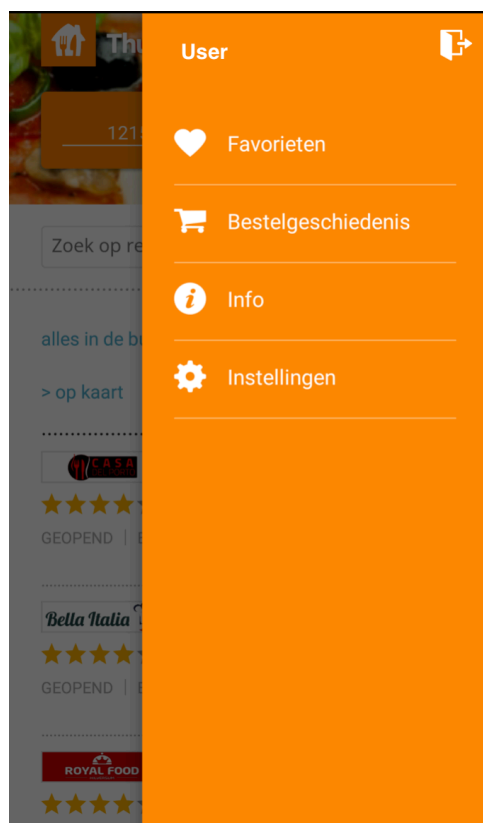 Thu
User
121
Favorieten
Bestelgeschiedenis
Zoek op re
Info
alles in de b
Instellingen
> op kaart
CASA
GEOPEND |
Bella Italia
GEOPEND |
ROYAL FOOD